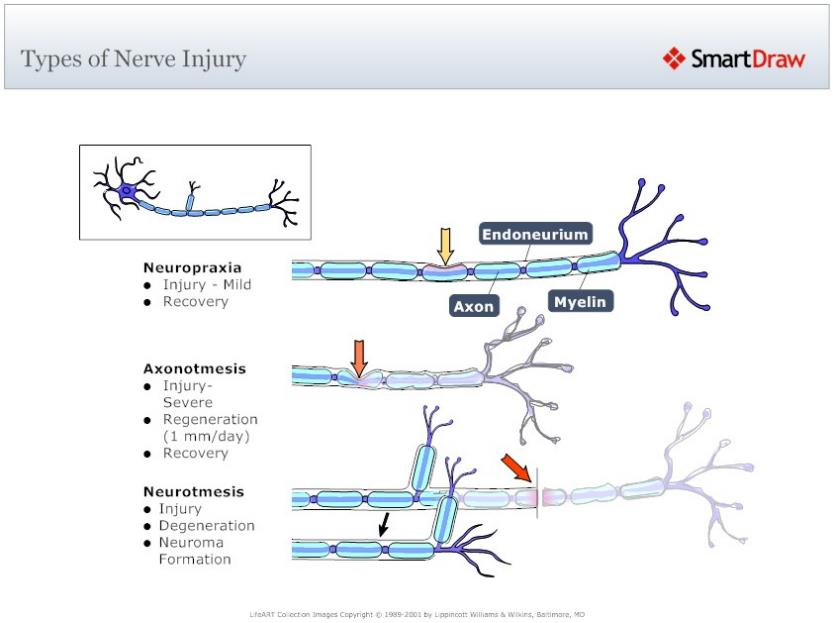 Types of Nerve Injury
SmartDraw
Endoneurium
Neuropraxia
● Injury - Mild
● Recovery
Axon
Myelin
Axonotmesis
● Injury-
Severe
● Regeneration
(1 mm/day)
● Recovery
Neurotmesis
● Injury
● Degeneration
● Neuroma
Formation
LifeART Collection Images Copyright © 1989-2001 by Lippincott Williams & Wilkins, Baltimore, MD